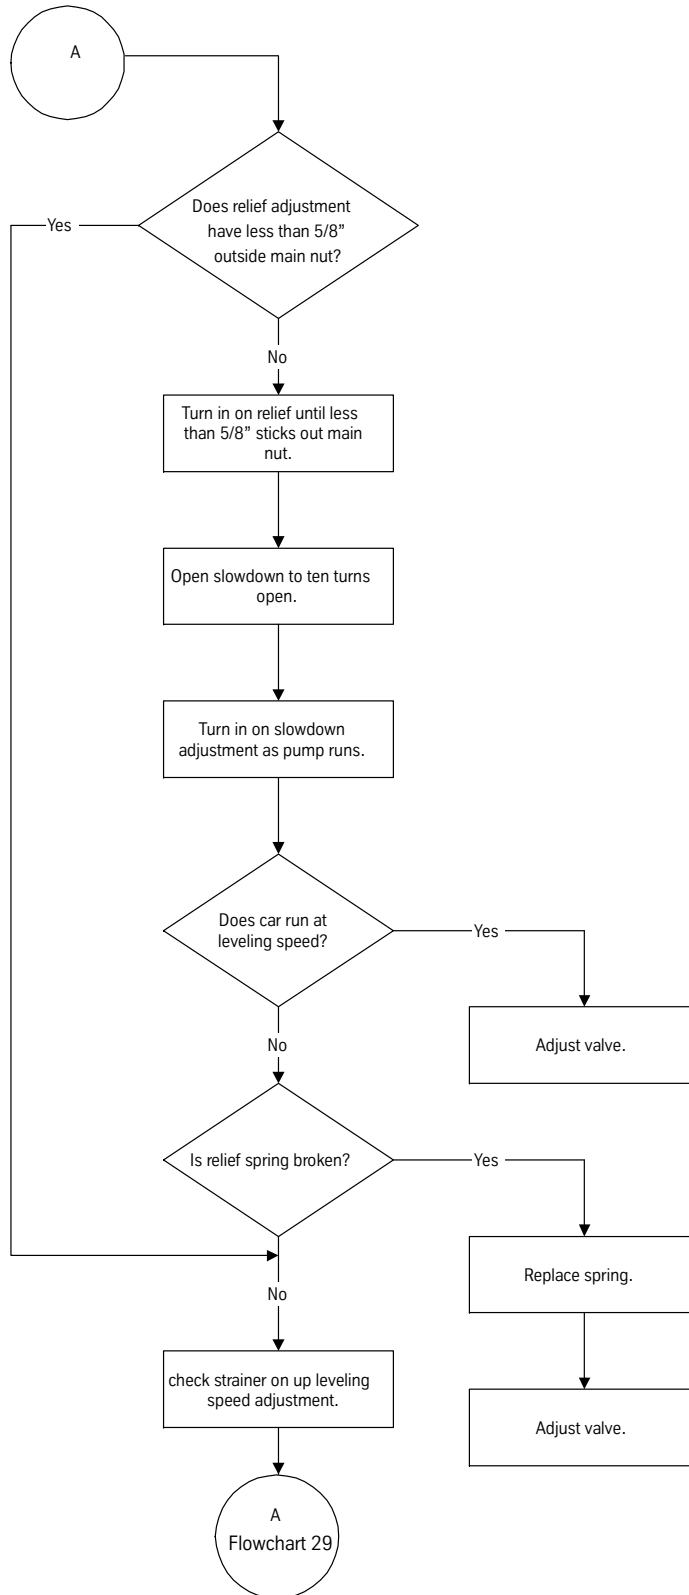 A
Does relief adjustment
have less than 5/8”
outside main nut?
Yes
No
Turn in on relief until less
than 5/8” sticks out main
nut.
Open slowdown to ten turns
open.
Turn in on slowdown
adjustment as pump runs.
Does car run at
leveling speed?
Yes
Adjust valve.
No
Is relief spring broken?
Yes
Replace spring.
Adjust valve.
No
check strainer on up leveling
speed adjustment.
A
Flowchart 29